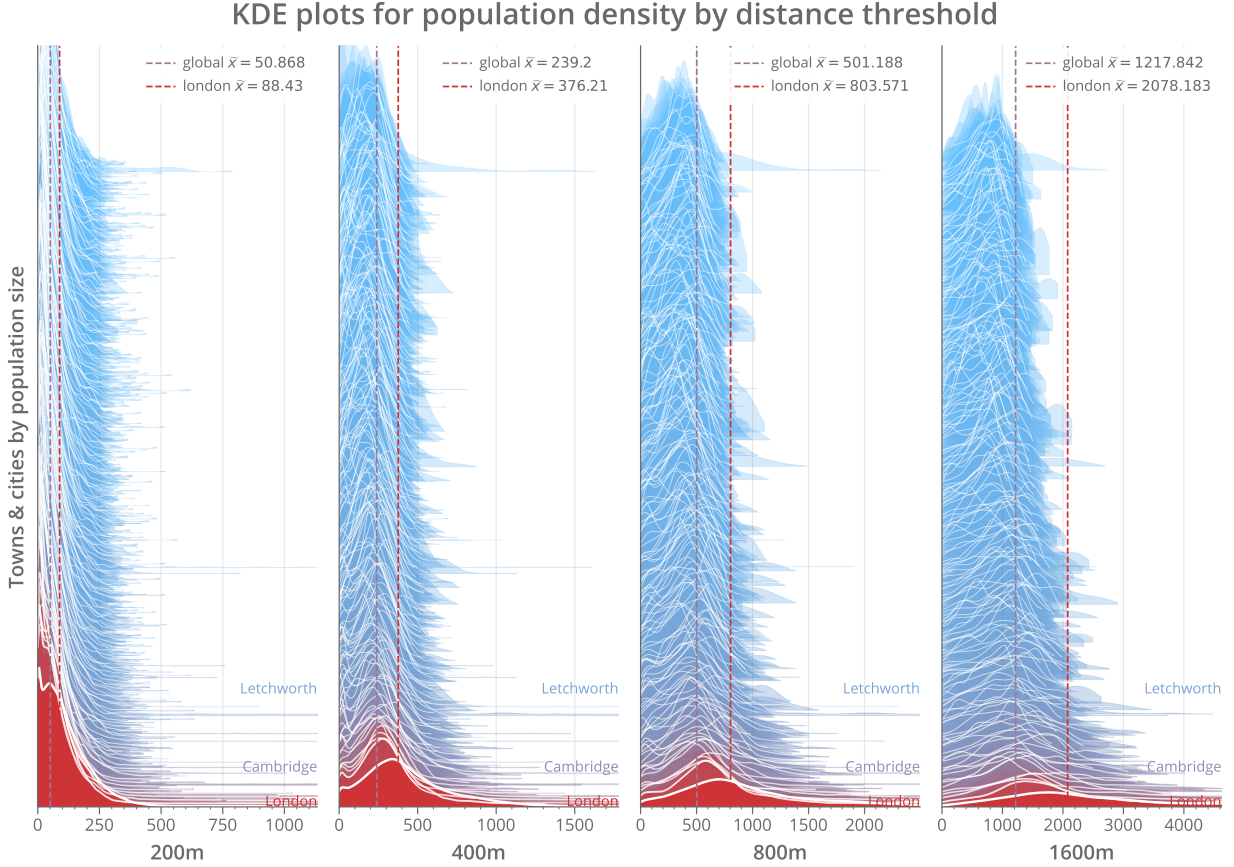 KDE plots for population density by distance threshold
Towns & cities by population size
global x̃ = 50.868
london x̃ = 88.43
Letchworth
Cambridge
London
0 250 500 750 1000
200m
global x̃ = 239.2
london x̃ = 376.21
Letchworth
Cambridge
London
0 500 1000 1500
400m
global x̃ = 501.188
london x̃ = 803.571
Letchworth
Cambridge
London
0 500 1000 1500 2000
800m
global x̃ = 1217.842
london x̃ = 2078.183
Letchworth
Cambridge
London
0 1000 2000 3000 4000
1600m